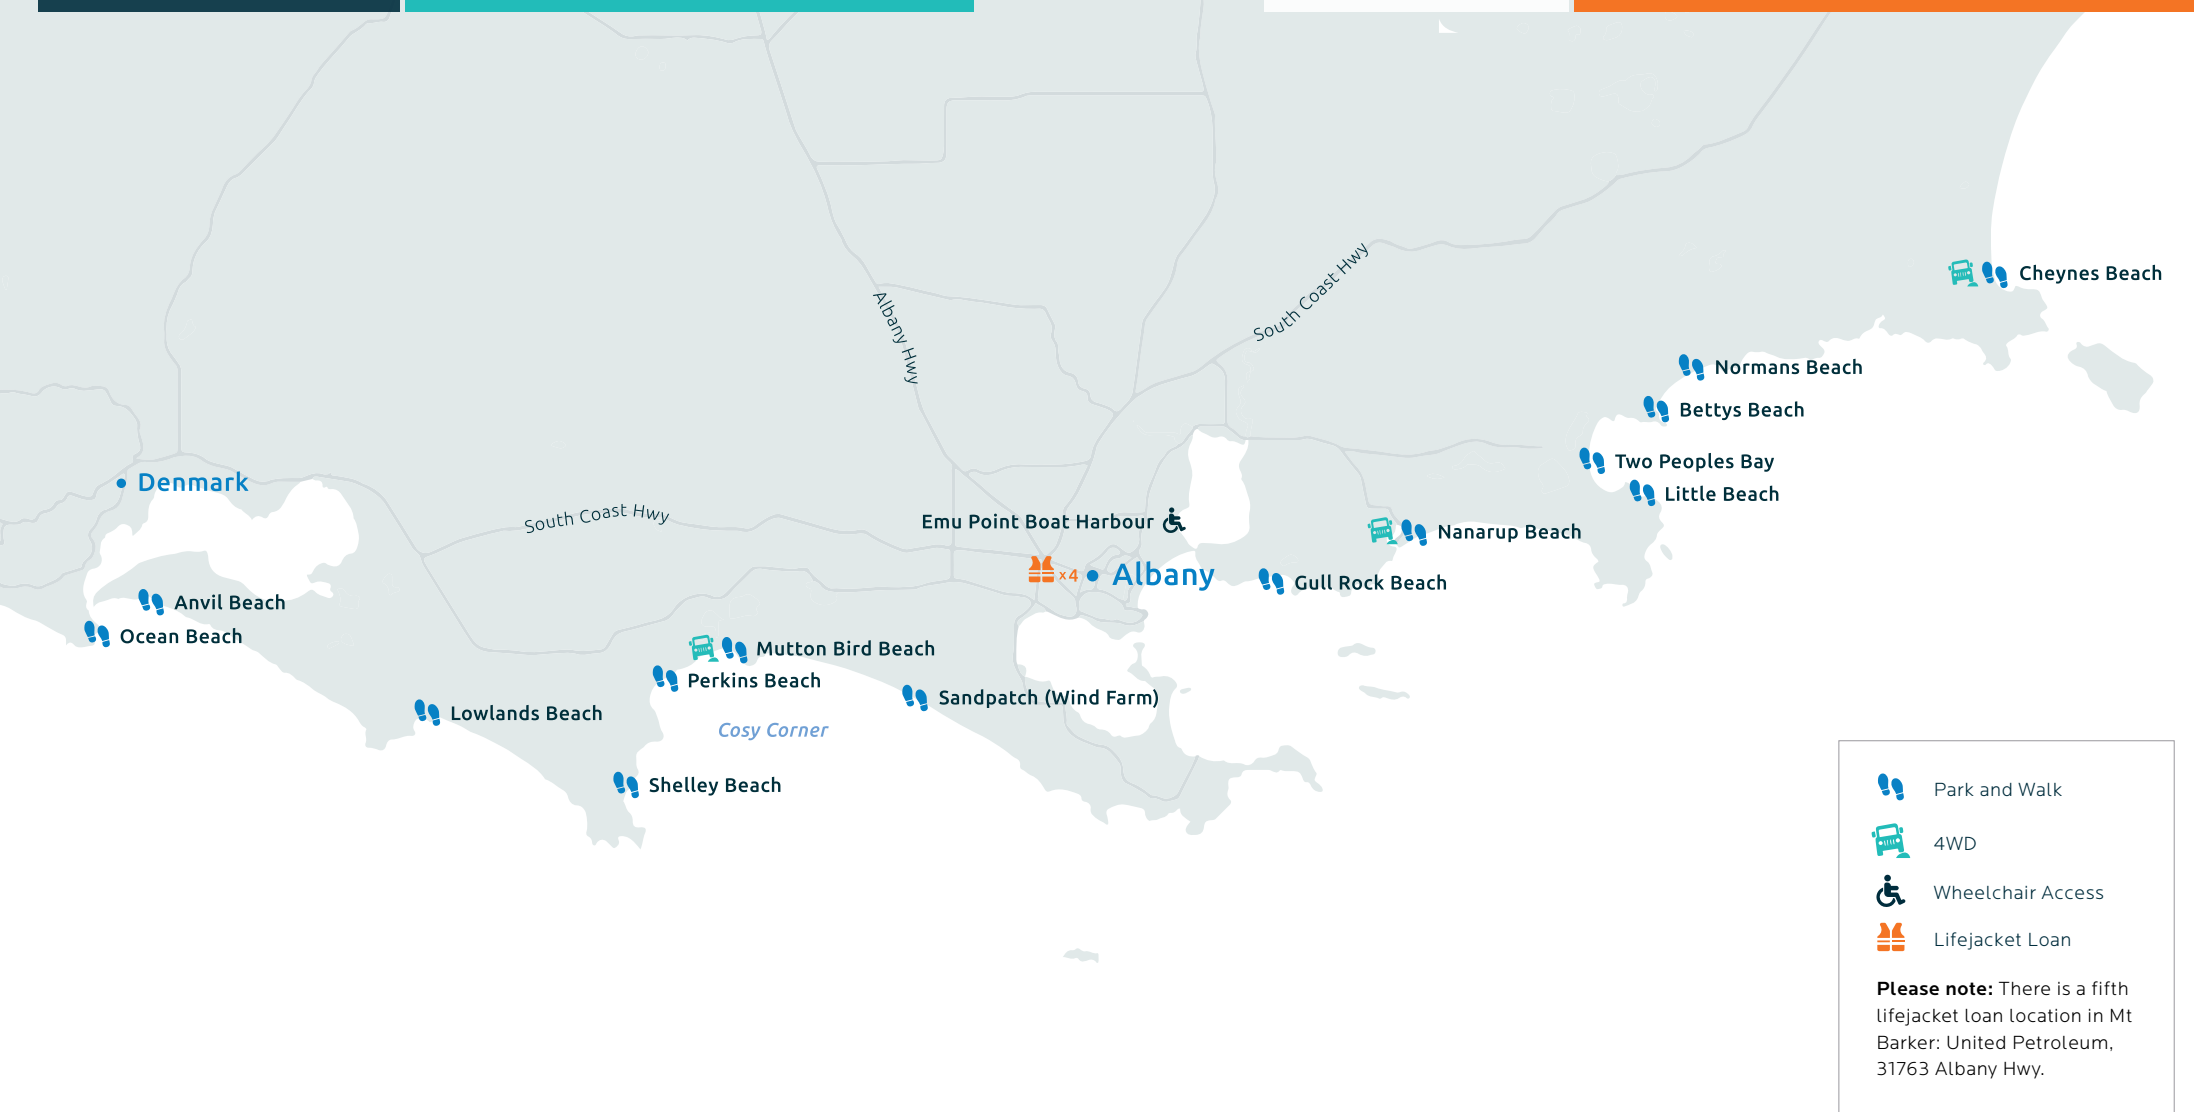 South Coast Hwy
Albany Hwy
Cheynes Beach
Normans Beach
Bettys Beach
Two Peoples Bay
Denmark
Little Beach
South Coast Hwy
Emu Point Boat Harbour
Nanarup Beach
x4
Albany
Gull Rock Beach
Anvil Beach
Ocean Beach
Mutton Bird Beach
Perkins Beach
Sandpatch (Wind Farm)
Lowlands Beach
Cosy Corner
Shelley Beach
Park and Walk
4WD
Wheelchair Access
Lifejacket Loan
Please note: There is a fifth
lifejacket loan location in Mt
Barker: United Petroleum,
31763 Albany Hwy.